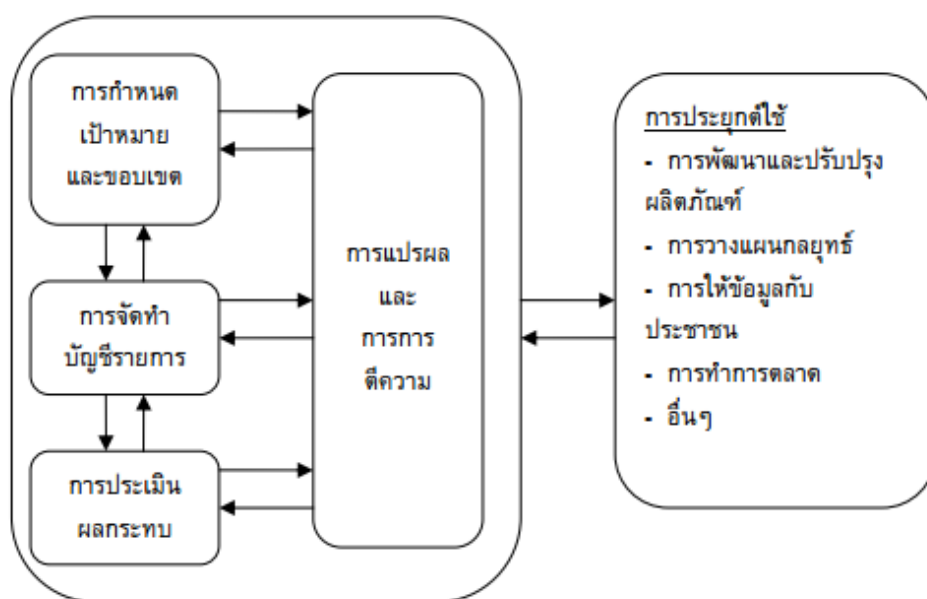 การกำหนด
เป้าหมาย
และขอบเขต
การจัดทำ
บัญชีรายการ
การประเมิน
ผลกระทบ
การแปรผล
และ
การการ
ตีความ
การประยุกต์ใช้
- การพัฒนาและปรับปรุง
ผลิตภัณฑ์
- การวางแผนกลยุทธ์
- การให้ข้อมูลกับ
ประชาชน
- การทำการตลาด
- อื่นๆ